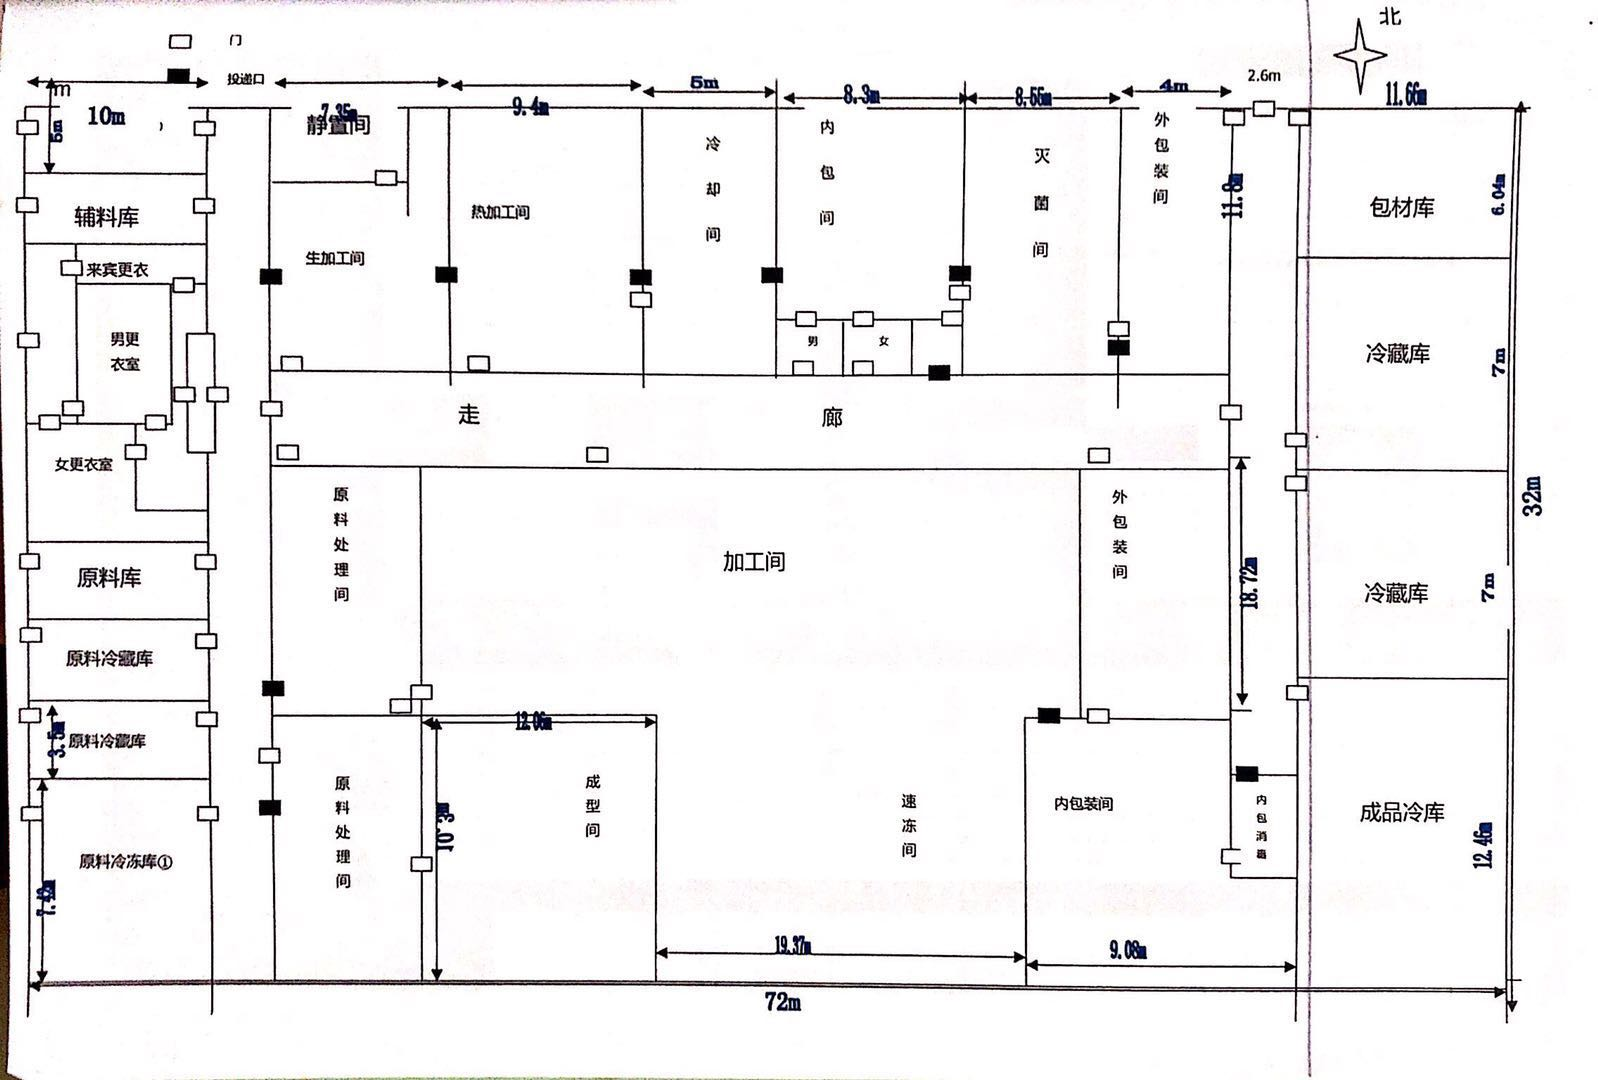 北
门
投递口
2.6m
m
10m
5m
7.35m
9.4m
5m
8.3m
8.55m
4m
11.66m
静置间
热加工间
生加工间
冷却间
内包间
灭菌间
外包装间
11.8m
包材库
6.04m
辅料库
来宾更衣
男更
衣室
女更衣室
男
女
走廊
冷藏库
7m
32m
原料处理间
加工间
外包装间
18.72m
冷藏库
7m
原料库
原料冷藏库
原料冷藏库
3.5m
原料冷冻库①
7.42m
12.06m
原料处理间
10.3m
成型间
速冻间
内包装间
内包消毒
成品冷库
12.46m
19.37m
9.08m
72m